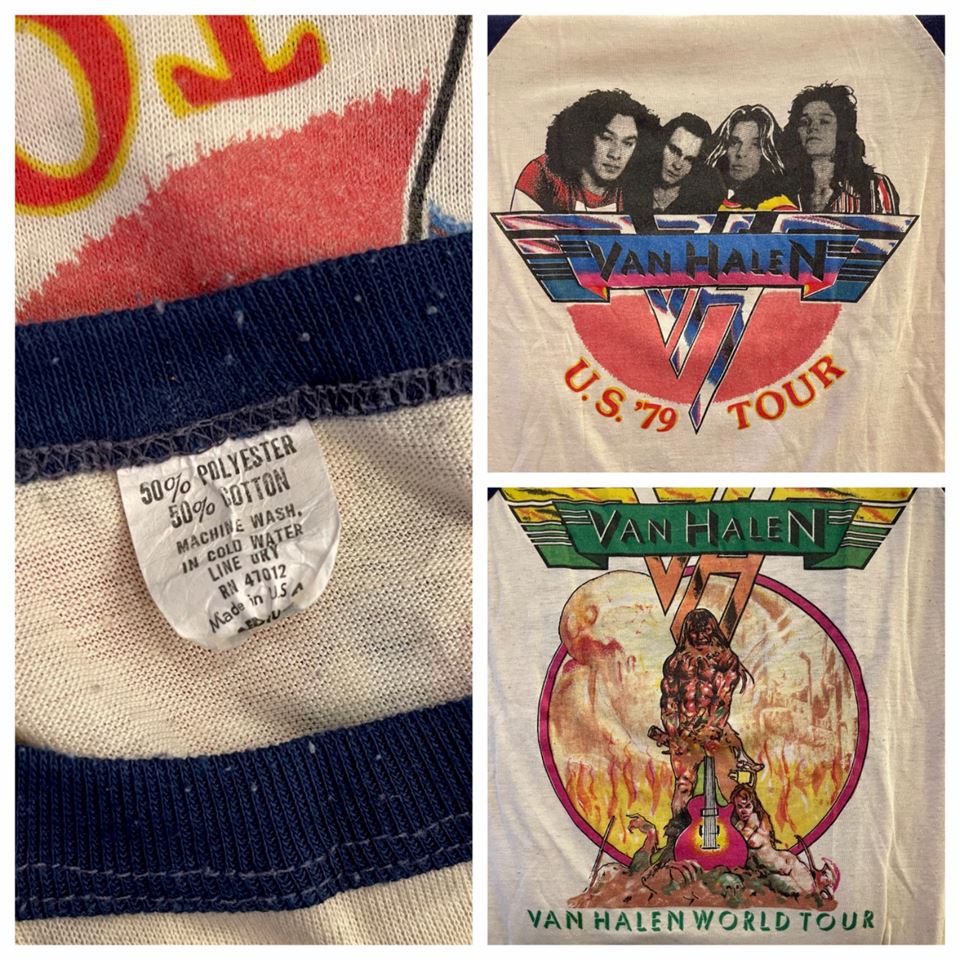 OT
50% POLYESTER
50% COTTON
MACHINE WASH,
IN COLD WATER
LINE DRY
RN 47012
Made in U.S.A
VAN HALEN
U.S. '79 TOUR
VAN HALEN
VAN HALEN WORLD TOUR